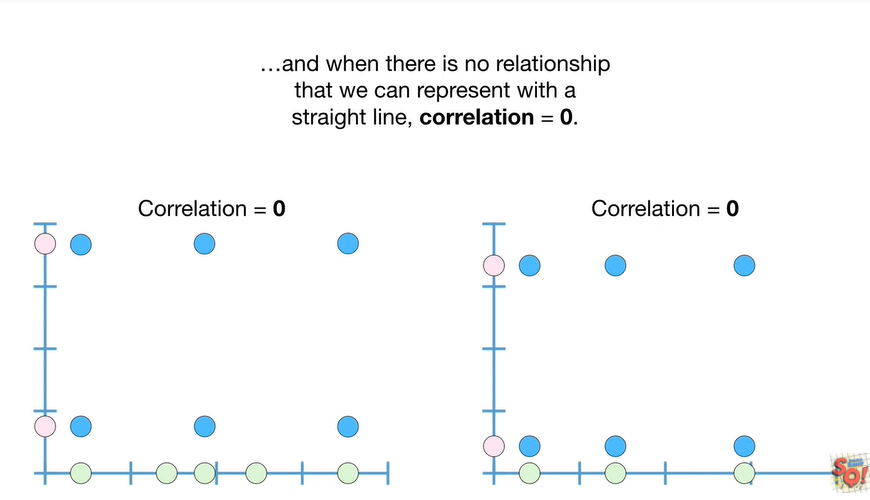 …and when there is no relationship
that we can represent with a
straight line, correlation = 0.
Correlation = 0
Correlation = 0
SQ!